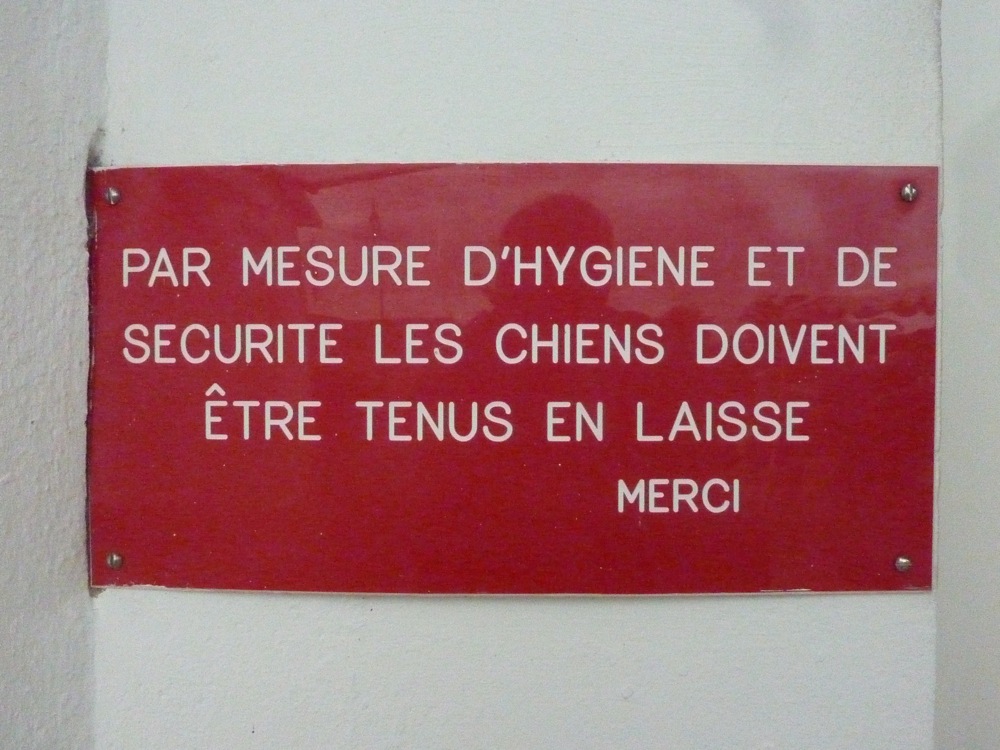 PAR MESURE D'HYGIENE ET DE
SECURITE LES CHIENS DOIVENT
ÊTRE TENUS EN LAISSE
MERCI